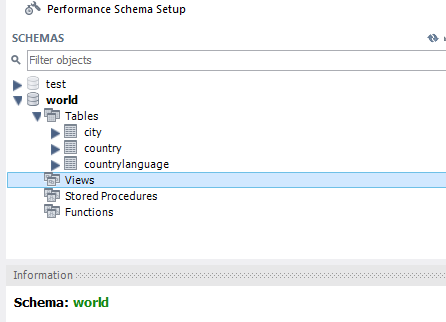 Performance Schema Setup
SCHEMAS
Filter objects
test
world
Tables
city
country
countrylanguage
Views
Stored Procedures
Functions
Information
Schema: world